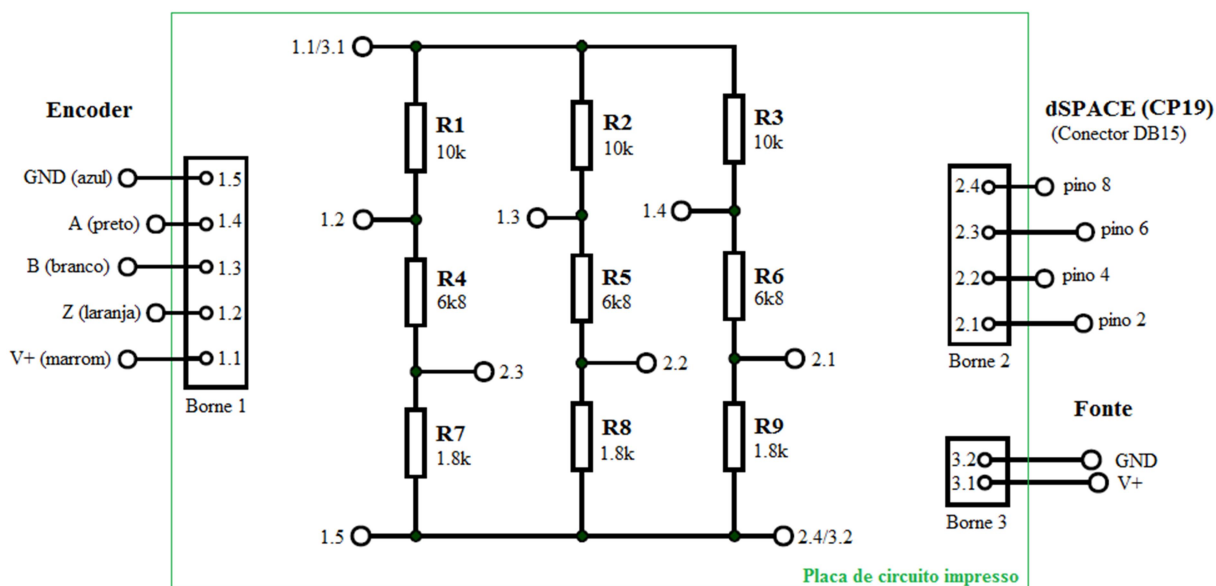 Encoder
GND (azul)
A (preto)
B (branco)
Z (laranja)
V+ (marrom)
1.5
1.4
1.3
1.2
1.1
Borne 1
1.1/3.1
R1
10k
R2
10k
R3
10k
1.2
1.3
1.4
R4
6k8
R5
6k8
R6
6k8
2.3
2.2
2.1
R7
1.8k
R8
1.8k
R9
1.8k
1.5
2.4/3.2
dSPACE (CP19)
(Conector DB15)
2.4
pino 8
2.3
pino 6
2.2
pino 4
2.1
pino 2
Borne 2
Fonte
3.2
GND
3.1
V+
Borne 3
Placa de circuito impresso